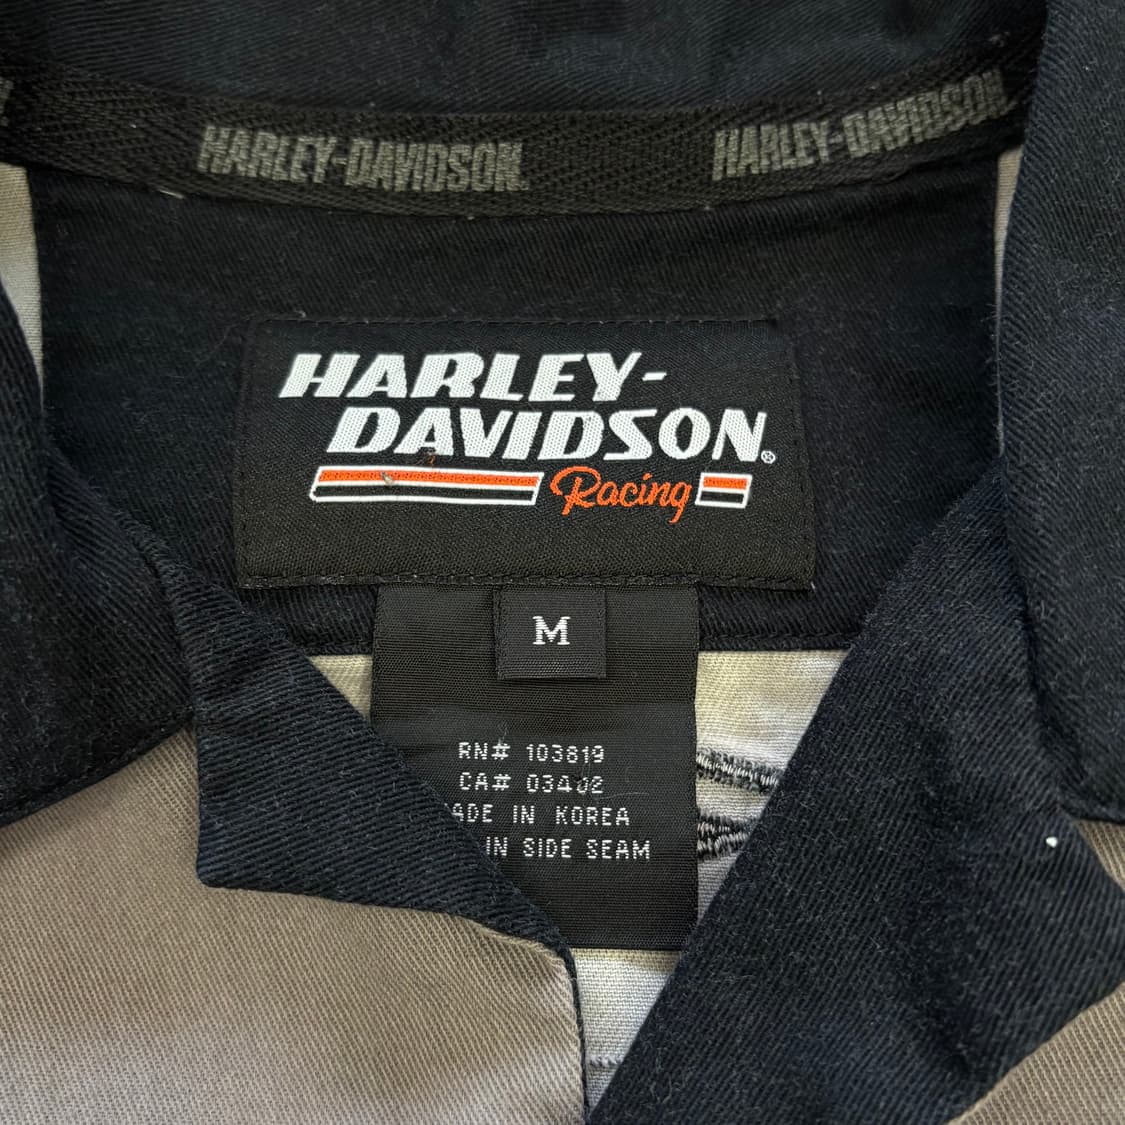 HARLEY-DAVIDSON.
HARLEY-DAVIDSON
HARLEY-
DAVIDSON®
Racing
M
RN# 103819
CA# 03402
ADE IN KOREA
IN SIDE SEAM